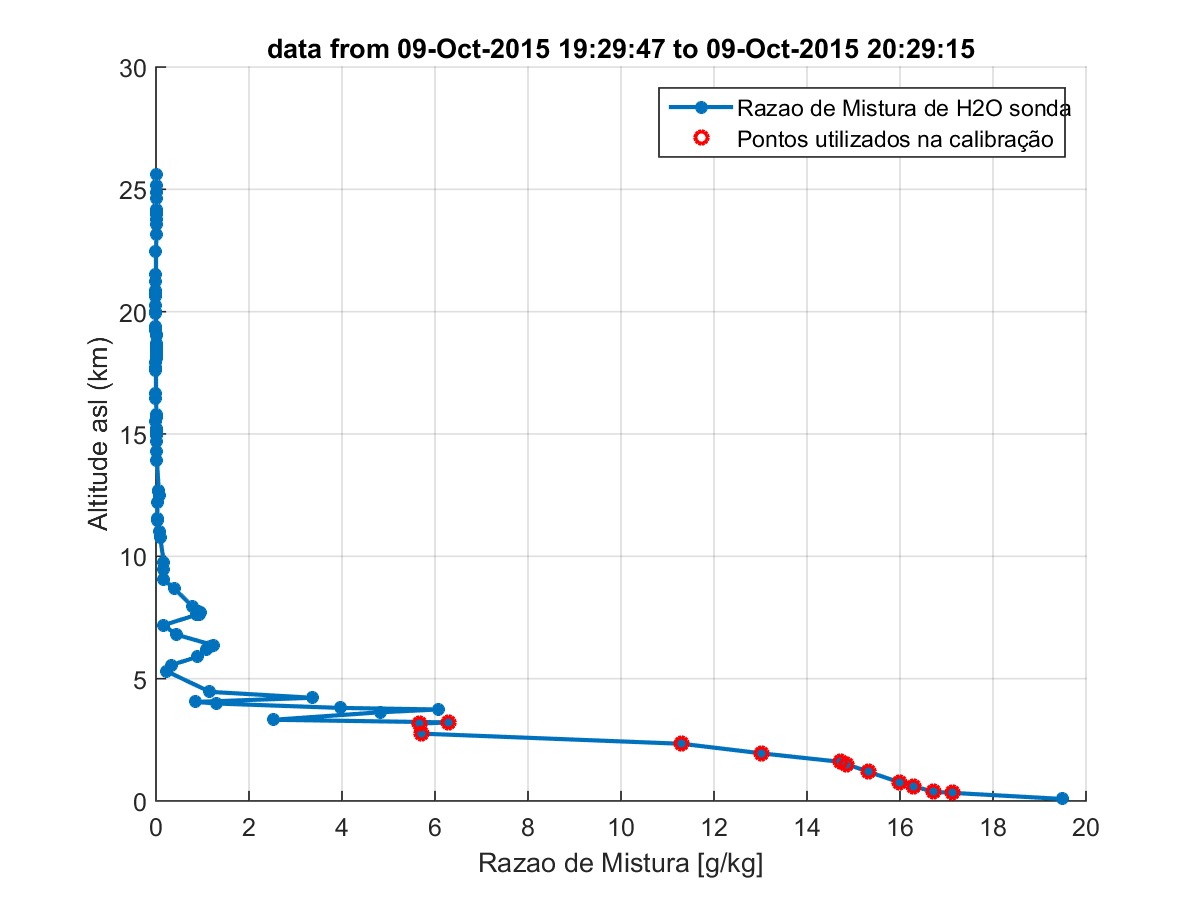 data from 09-Oct-2015 19:29:47 to 09-Oct-2015 20:29:15
Razao de Mistura de H2O sonda
Pontos utilizados na calibração
Altitude asl (km)
30
25
20
15
10
5
0
0 2 4 6 8 10 12 14 16 18 20
Razao de Mistura [g/kg]